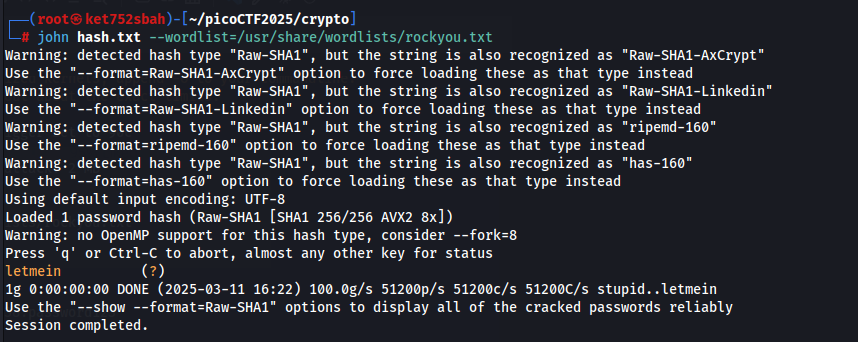 ┌──(root㉿ket752sbah)-[~/picoCTF2025/crypto]
└─# john hash.txt --wordlist=/usr/share/wordlists/rockyou.txt
Warning: detected hash type "Raw-SHA1", but the string is also recognized as "Raw-SHA1-AxCrypt"
Use the "--format=Raw-SHA1-AxCrypt" option to force loading these as that type instead
Warning: detected hash type "Raw-SHA1", but the string is also recognized as "Raw-SHA1-Linkedin"
Use the "--format=Raw-SHA1-Linkedin" option to force loading these as that type instead
Warning: detected hash type "Raw-SHA1", but the string is also recognized as "ripemd-160"
Use the "--format=ripemd-160" option to force loading these as that type instead
Warning: detected hash type "Raw-SHA1", but the string is also recognized as "has-160"
Use the "--format=has-160" option to force loading these as that type instead
Using default input encoding: UTF-8
Loaded 1 password hash (Raw-SHA1 [SHA1 256/256 AVX2 8x])
Warning: no OpenMP support for this hash type, consider --fork=8
Press 'q' or Ctrl-C to abort, almost any other key for status
letmein          (?)
1g 0:00:00:00 DONE (2025-03-11 16:22) 100.0g/s 51200p/s 51200c/s 51200C/s stupid..letmein
Use the "--show --format=Raw-SHA1" options to display all of the cracked passwords reliably
Session completed.